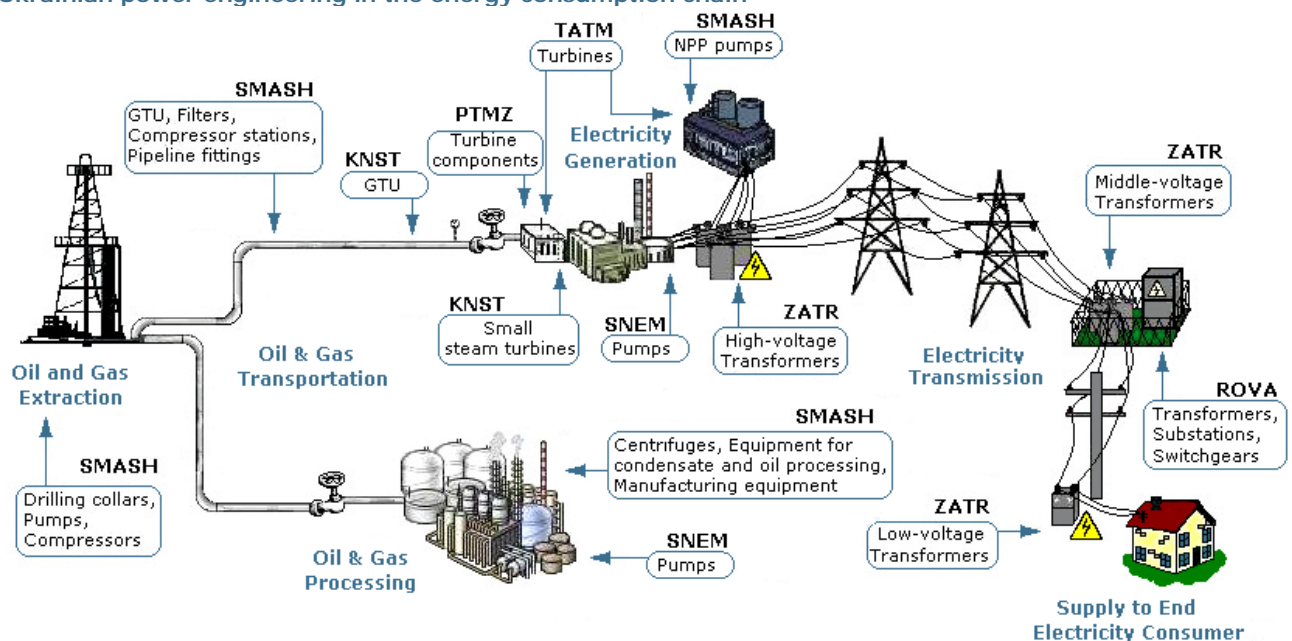 Ukrainian power engineering in the energy consumption chain
TATM
Turbines
SMASH
NPP pumps
SMASH
GTU, Filters,
Compressor stations,
Pipeline fittings
PTMZ
Turbine
components
KNST
GTU
Electricity
Generation
ZATR
Middle-voltage
Transformers
KNST
Small
steam turbines
SNEM
Pumps
ZATR
High-voltage
Transformers
Oil & Gas
Transportation
Electricity
Transmission
Oil and Gas
Extraction
ROVA
Transformers,
Substations,
Switchgears
SMASH
Drilling collars,
Pumps,
Compressors
SMASH
Centrifuges, Equipment for
condensate and oil processing,
Manufacturing equipment
ZATR
Low-voltage
Transformers
SNEM
Pumps
Oil & Gas
Processing
Supply to End
Electricity Consumer